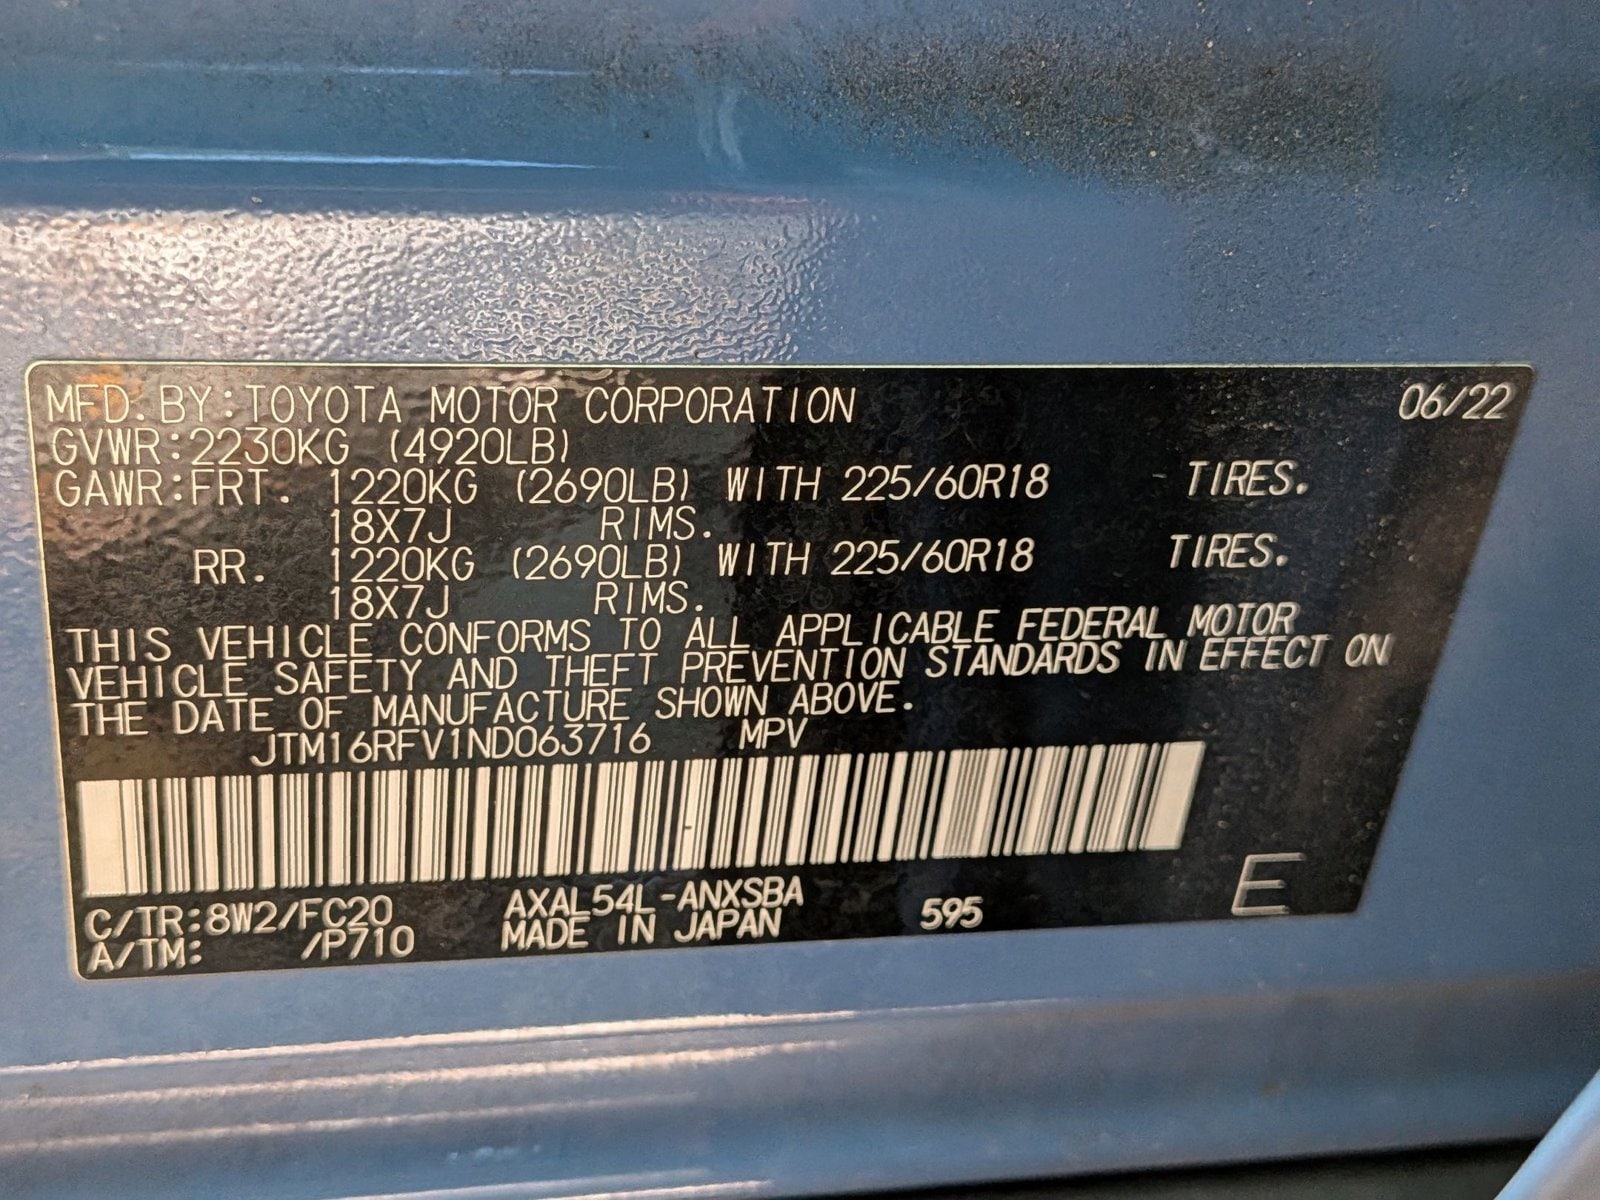 MFD. BY: TOYOTA MOTOR CORPORATION 06/22
GVWR: 2230KG (4920LB)
GAWR: FRT. 1220KG (2690LB) WITH 225/60R18 TIRES.
18X7J RIMS.
RR. 1220KG (2690LB) WITH 225/60R18 TIRES.
18X7J RIMS.
THIS VEHICLE CONFORMS TO ALL APPLICABLE FEDERAL MOTOR
VEHICLE SAFETY AND THEFT PREVENTION STANDARDS IN EFFECT ON
THE DATE OF MANUFACTURE SHOWN ABOVE.
JTM16RFV1ND063716 MPV
C/TR: 8W2/FC20 AXAL54L-ANXSBA 595 E
A/TM: /P710 MADE IN JAPAN